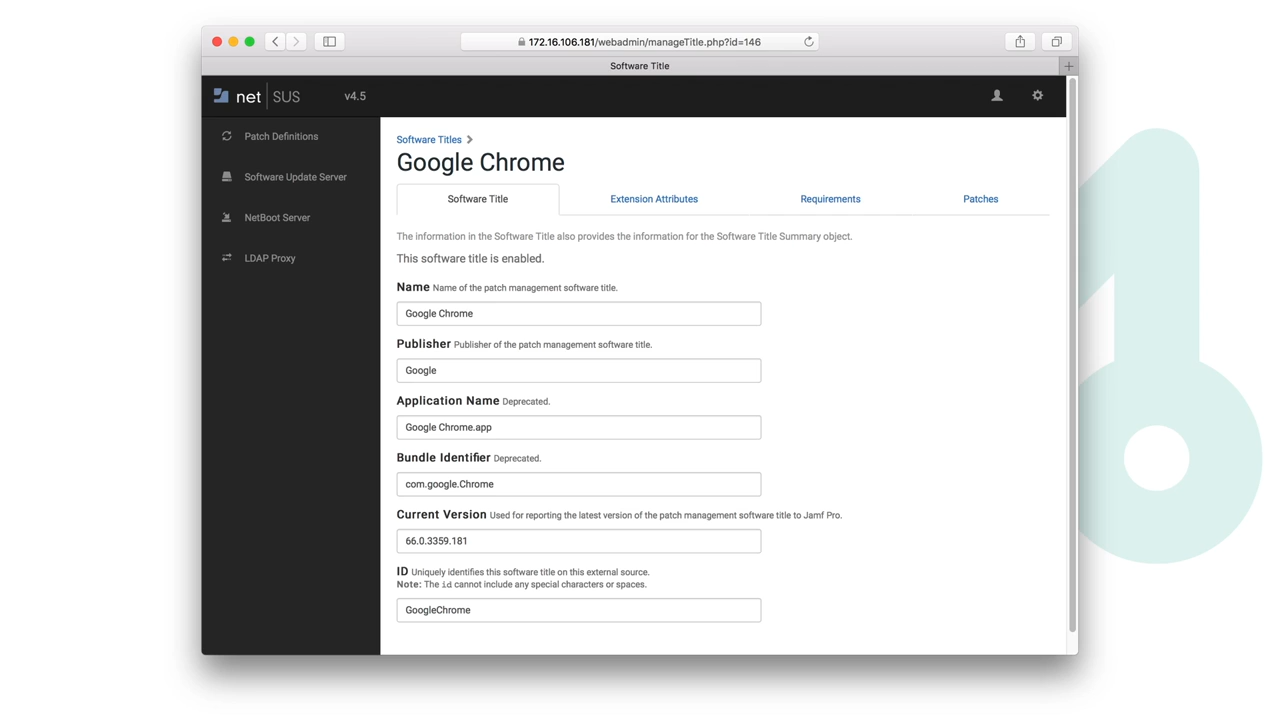 172.16.106.181/webadmin/manageTitle.php?id=146
Software Title
net SUS v4.5
Patch Definitions
Software Update Server
NetBoot Server
LDAP Proxy
Software Titles
Google Chrome
Software Title Extension Attributes Requirements Patches
The information in the Software Title also provides the information for the Software Title Summary object.
This software title is enabled.
Name Name of the patch management software title.
Google Chrome
Publisher Publisher of the patch management software title.
Google
Application Name Deprecated.
Google Chrome.app
Bundle Identifier Deprecated.
com.google.Chrome
Current Version Used for reporting the latest version of the patch management software title to Jamf Pro.
66.0.3359.181
ID Uniquely identifies this software title on this external source.
Note: The id cannot include any special characters or spaces.
GoogleChrome